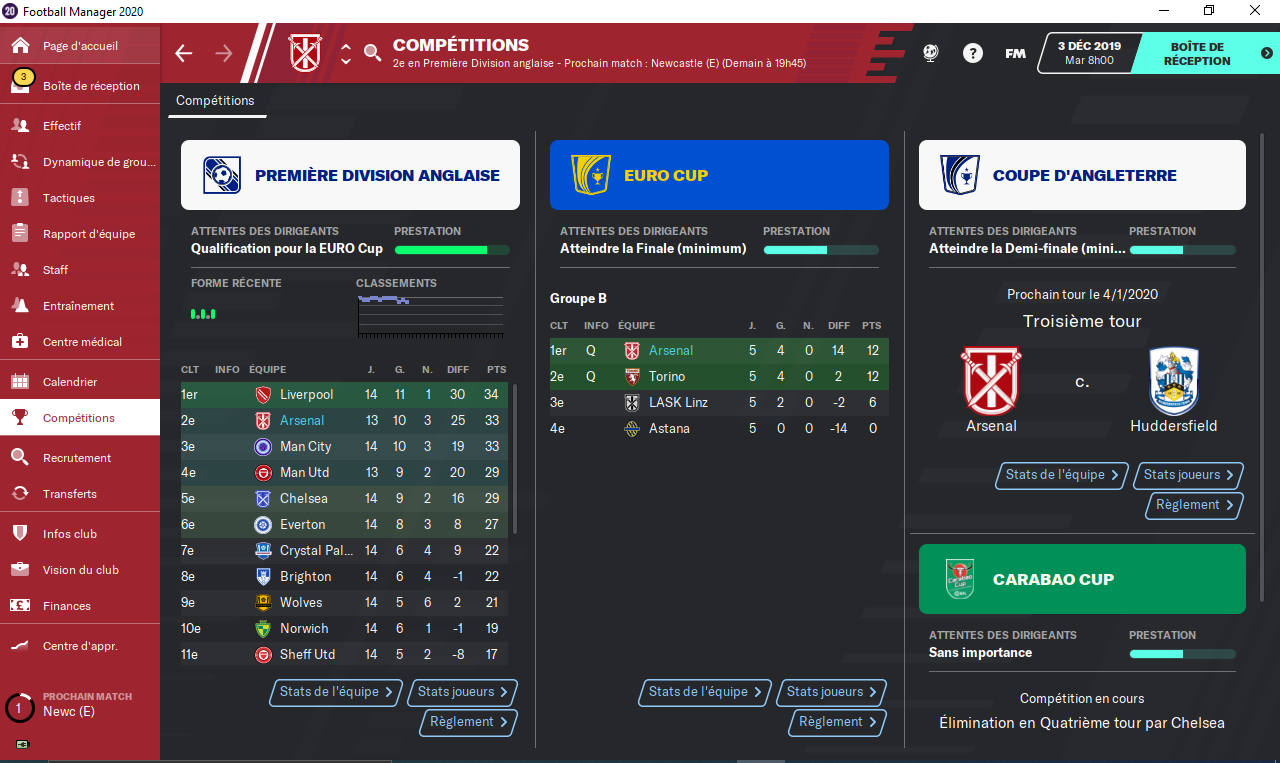 Football Manager 2020
Page d'accueil
3
Boîte de réception
Effectif
Dynamique de grou...
Tactiques
Rapport d'équipe
Staff
Entraînement
Centre médical
Calendrier
Compétitions
Recrutement
Transferts
Infos club
Vision du club
Finances
Centre d'appr.
1
PROCHAIN MATCH
Newc (E)
COMPÉTITIONS
2e en Première Division anglaise - Prochain match : Newcastle (E) (Demain à 19h45)
?
FM
3 DÉC 2019
Mar 8h00
BOÎTE DE
RÉCEPTION
Compétitions
PREMIÈRE DIVISION ANGLAISE
ATTENTES DES DIRIGEANTS PRESTATION
Qualification pour la EURO Cup
FORME RÉCENTE CLASSEMENTS
CLT INFO ÉQUIPE J. G. N. DIFF PTS
1er Liverpool 14 11 1 30 34
2e Arsenal 13 10 3 25 33
3e Man City 14 10 3 19 33
4e Man Utd 13 9 2 20 29
5e Chelsea 14 9 2 16 29
6e Everton 14 8 3 8 27
7e Crystal Pal... 14 6 4 9 22
8e Brighton 14 6 4 -1 22
9e Wolves 14 5 6 2 21
10e Norwich 14 6 1 -1 19
11e Sheff Utd 14 5 2 -8 17
Stats de l'équipe Stats joueurs
Règlement
EURO CUP
ATTENTES DES DIRIGEANTS PRESTATION
Atteindre la Finale (minimum)
Groupe B
CLT INFO ÉQUIPE J. G. N. DIFF PTS
1er Q Arsenal 5 4 0 14 12
2e Q Torino 5 4 0 2 12
3e LASK Linz 5 2 0 -2 6
4e Astana 5 0 0 -14 0
Stats de l'équipe Stats joueurs
Règlement
COUPE D'ANGLETERRE
ATTENTES DES DIRIGEANTS PRESTATION
Atteindre la Demi-finale (mini...
Prochain tour le 4/1/2020
Troisième tour
c.
Arsenal Huddersfield
Stats de l'équipe Stats joueurs
Règlement
Carabao
Cup
CARABAO CUP
ATTENTES DES DIRIGEANTS PRESTATION
Sans importance
Compétition en cours
Élimination en Quatrième tour par Chelsea